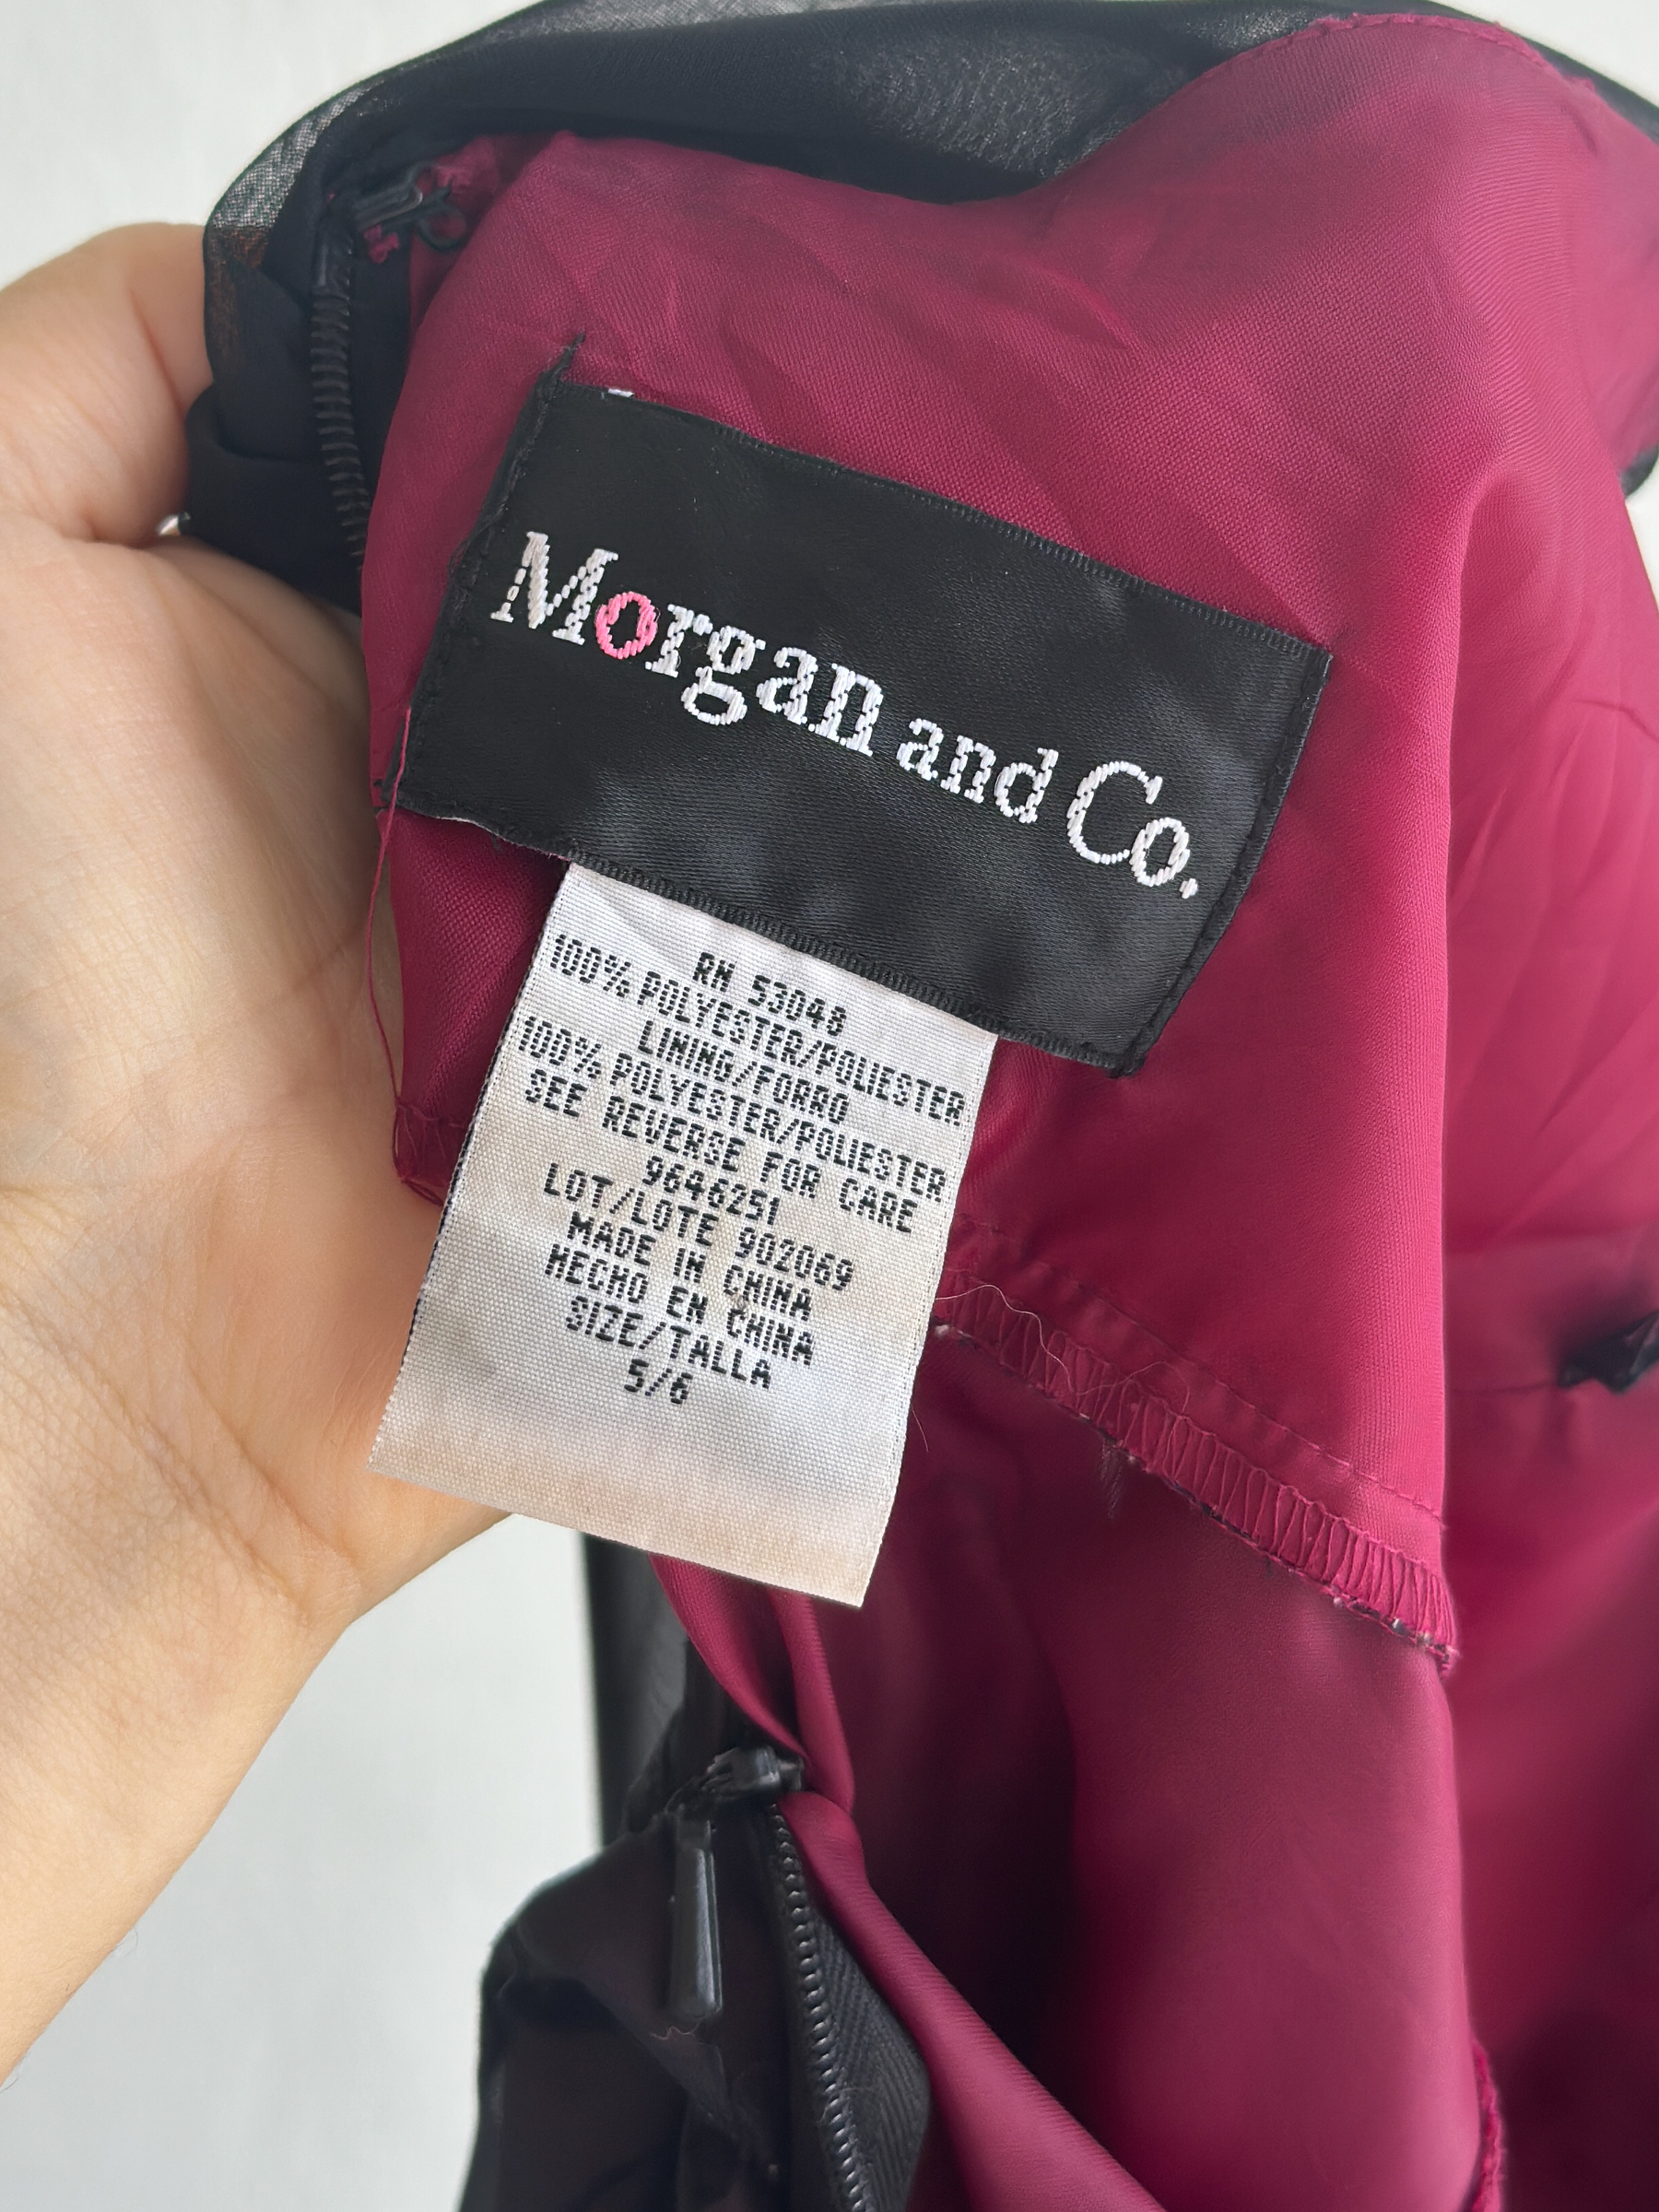 Morgan and Co.
RN 53048
100% POLYESTER/POLIESTER
LINING/FORRO
100% POLYESTER/POLIESTER
SEE REVERSE FOR CARE
9646251
LOT/LOTE 902069
MADE IN CHINA
HECHO EN CHINA
SIZE/TALLA
5/6